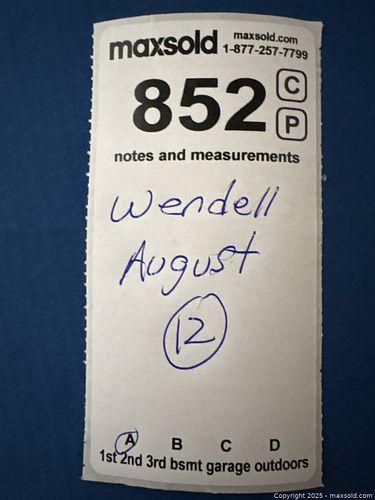 maxsold
maxsold.com
1-877-257-7799
852
C
P
notes and measurements
Wendell
August
12
A B C D
1st 2nd 3rd bsmt garage outdoors
Copyright 2025 - maxsold.com